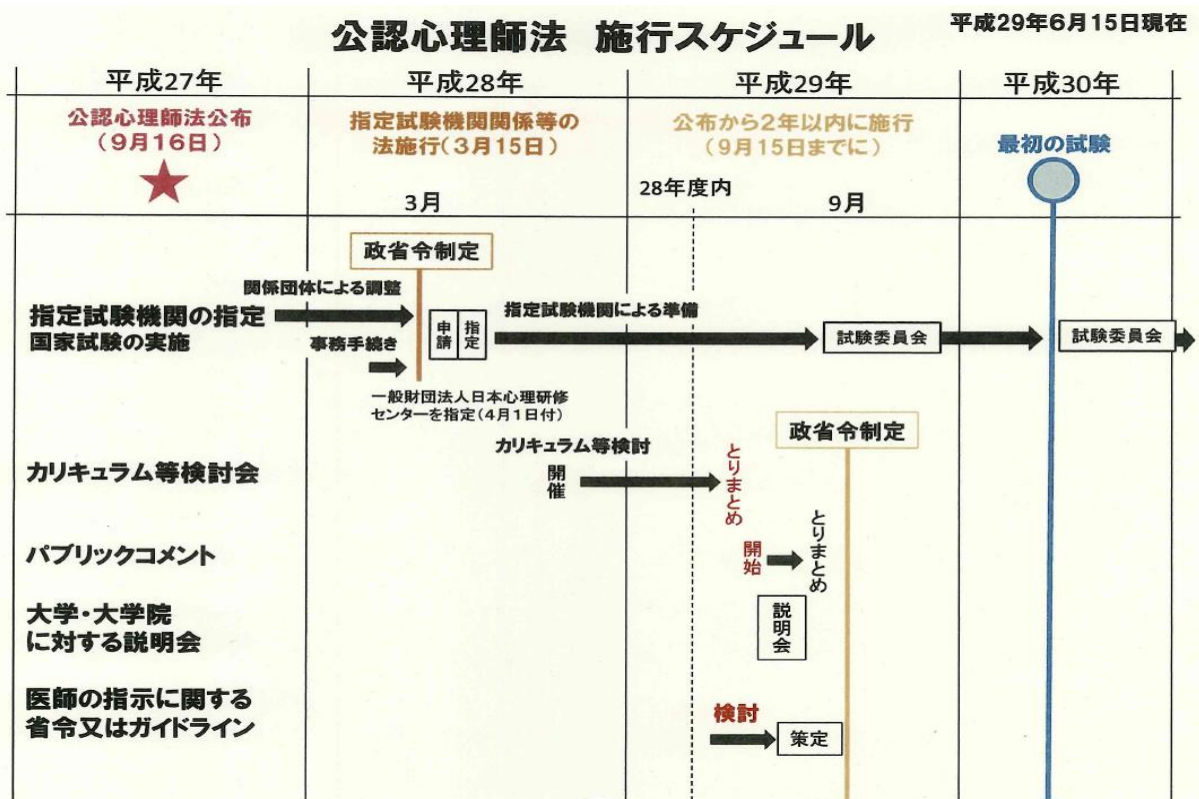 公認心理師法 施行スケジュール
平成29年6月15日現在
平成27年
平成28年
平成29年
平成30年
公認心理師法公布
(9月16日)
指定試験機関関係等の
法施行(3月15日)
公布から2年以内に施行
(9月15日までに)
最初の試験
3月
28年度内
9月
政省令制定
関係団体による調整
指定試験機関の指定
国家試験の実施
事務手続き
申請
指定
指定試験機関による準備
試験委員会
試験委員会
一般財団法人日本心理研修
センターを指定(4月1日付)
政省令制定
カリキュラム等検討会
カリキュラム等検討
開催
とりまとめ
パブリックコメント
開始
とりまとめ
大学・大学院
に対する説明会
説明会
医師の指示に関する
省令又はガイドライン
検討
策定